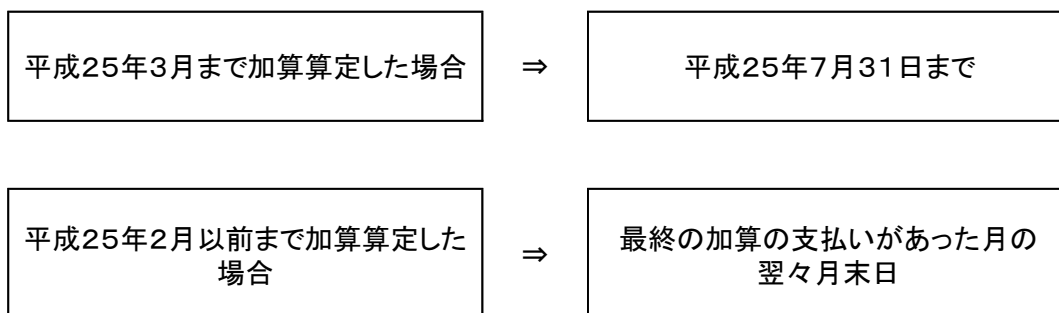 平成２５年３月まで加算算定した場合 ⇒ 平成２５年７月３１日まで
平成２５年２月以前まで加算算定した
場合
⇒
最終の加算の支払いがあった月の
翌々月末日